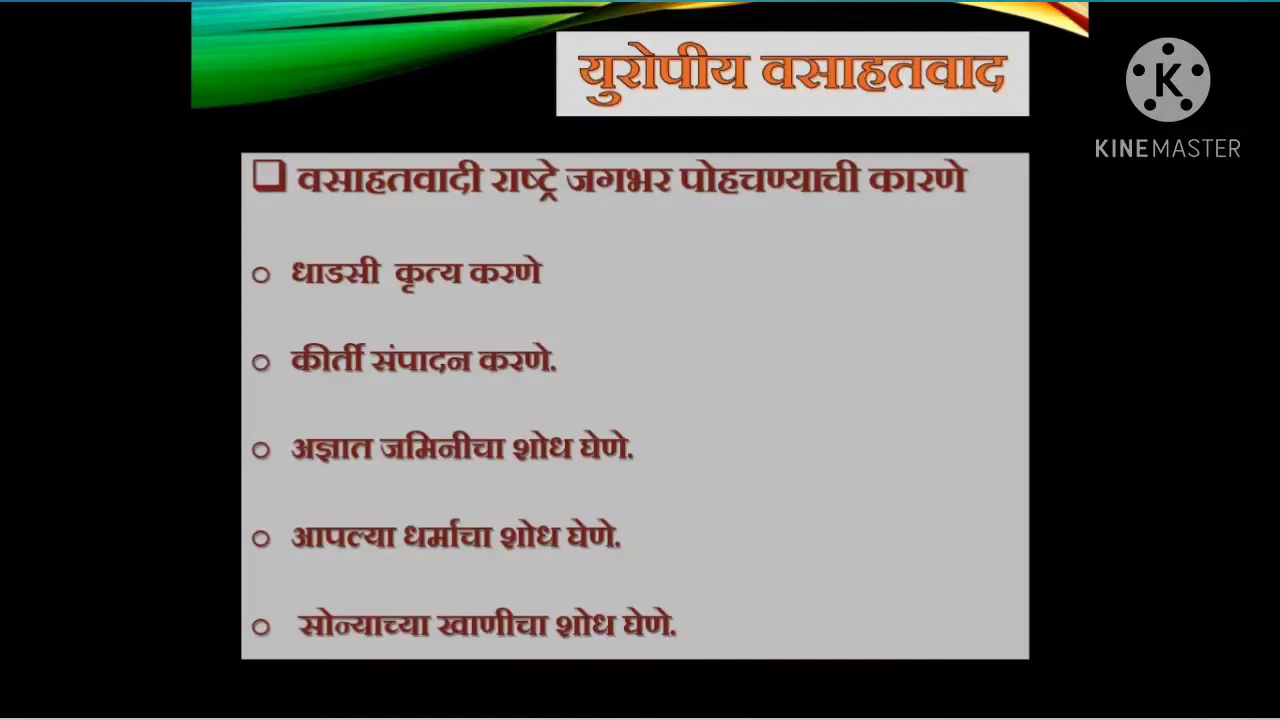 युरोपीय वसाहतवाद
K
KINEMASTER
वसाहतवादी राष्ट्रे जगभर पोहचण्याची कारणे
धाडसी कृत्य करणे
कीर्ती संपादन करणे.
अज्ञात जमिनीचा शोध घेणे.
आपल्या धर्माचा शोध घेणे.
सोन्याच्या खाणीचा शोध घेणे.